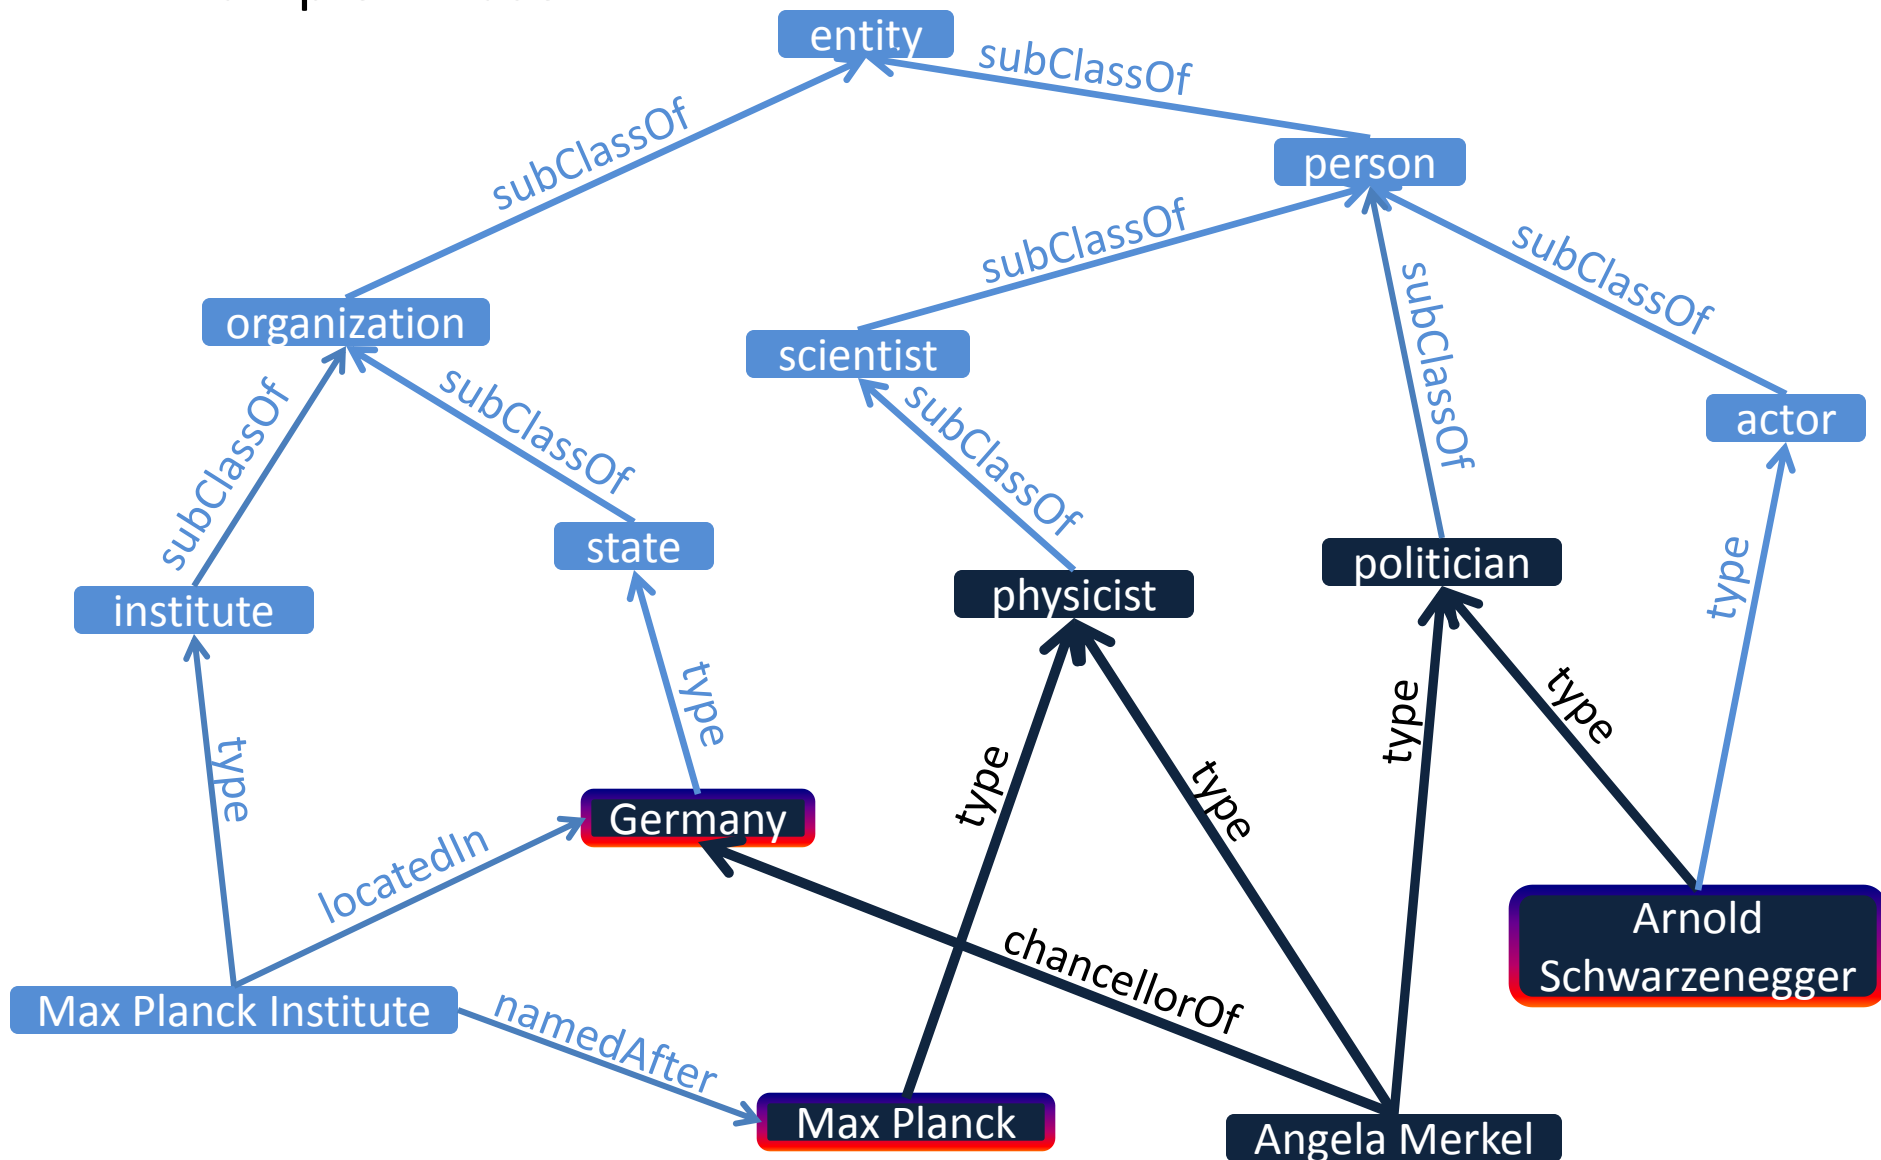 entity
subClassOf
subClassOf
person
subClassOf
subClassOf
subClassOf
organization
scientist
actor
subClassOf
subClassOf
subClassOf
state
physicist
politician
type
institute
type
type
type
type
type
type
Germany
locatedIn
chancellorOf
Arnold
Schwarzenegger
Max Planck Institute
namedAfter
Max Planck
Angela Merkel